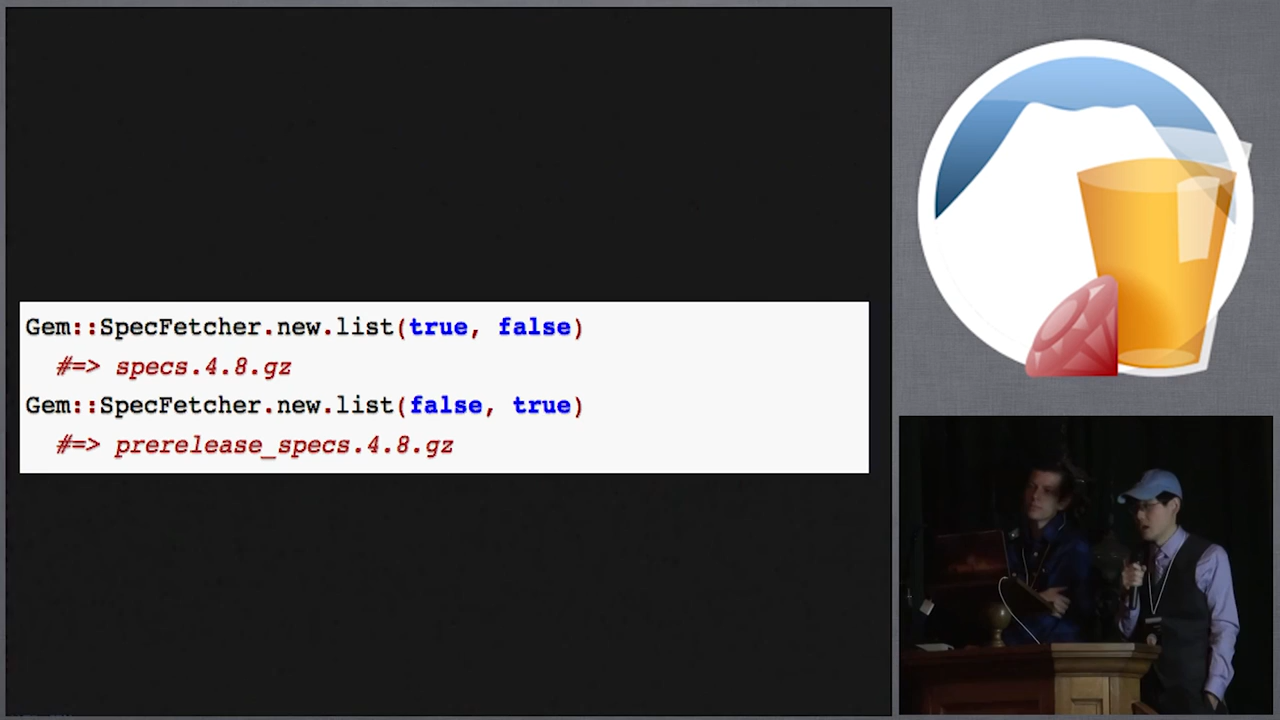 Gem::SpecFetcher.new.list(true, false)
#=> specs.4.8.gz
Gem::SpecFetcher.new.list(false, true)
#=> prerelease_specs.4.8.gz